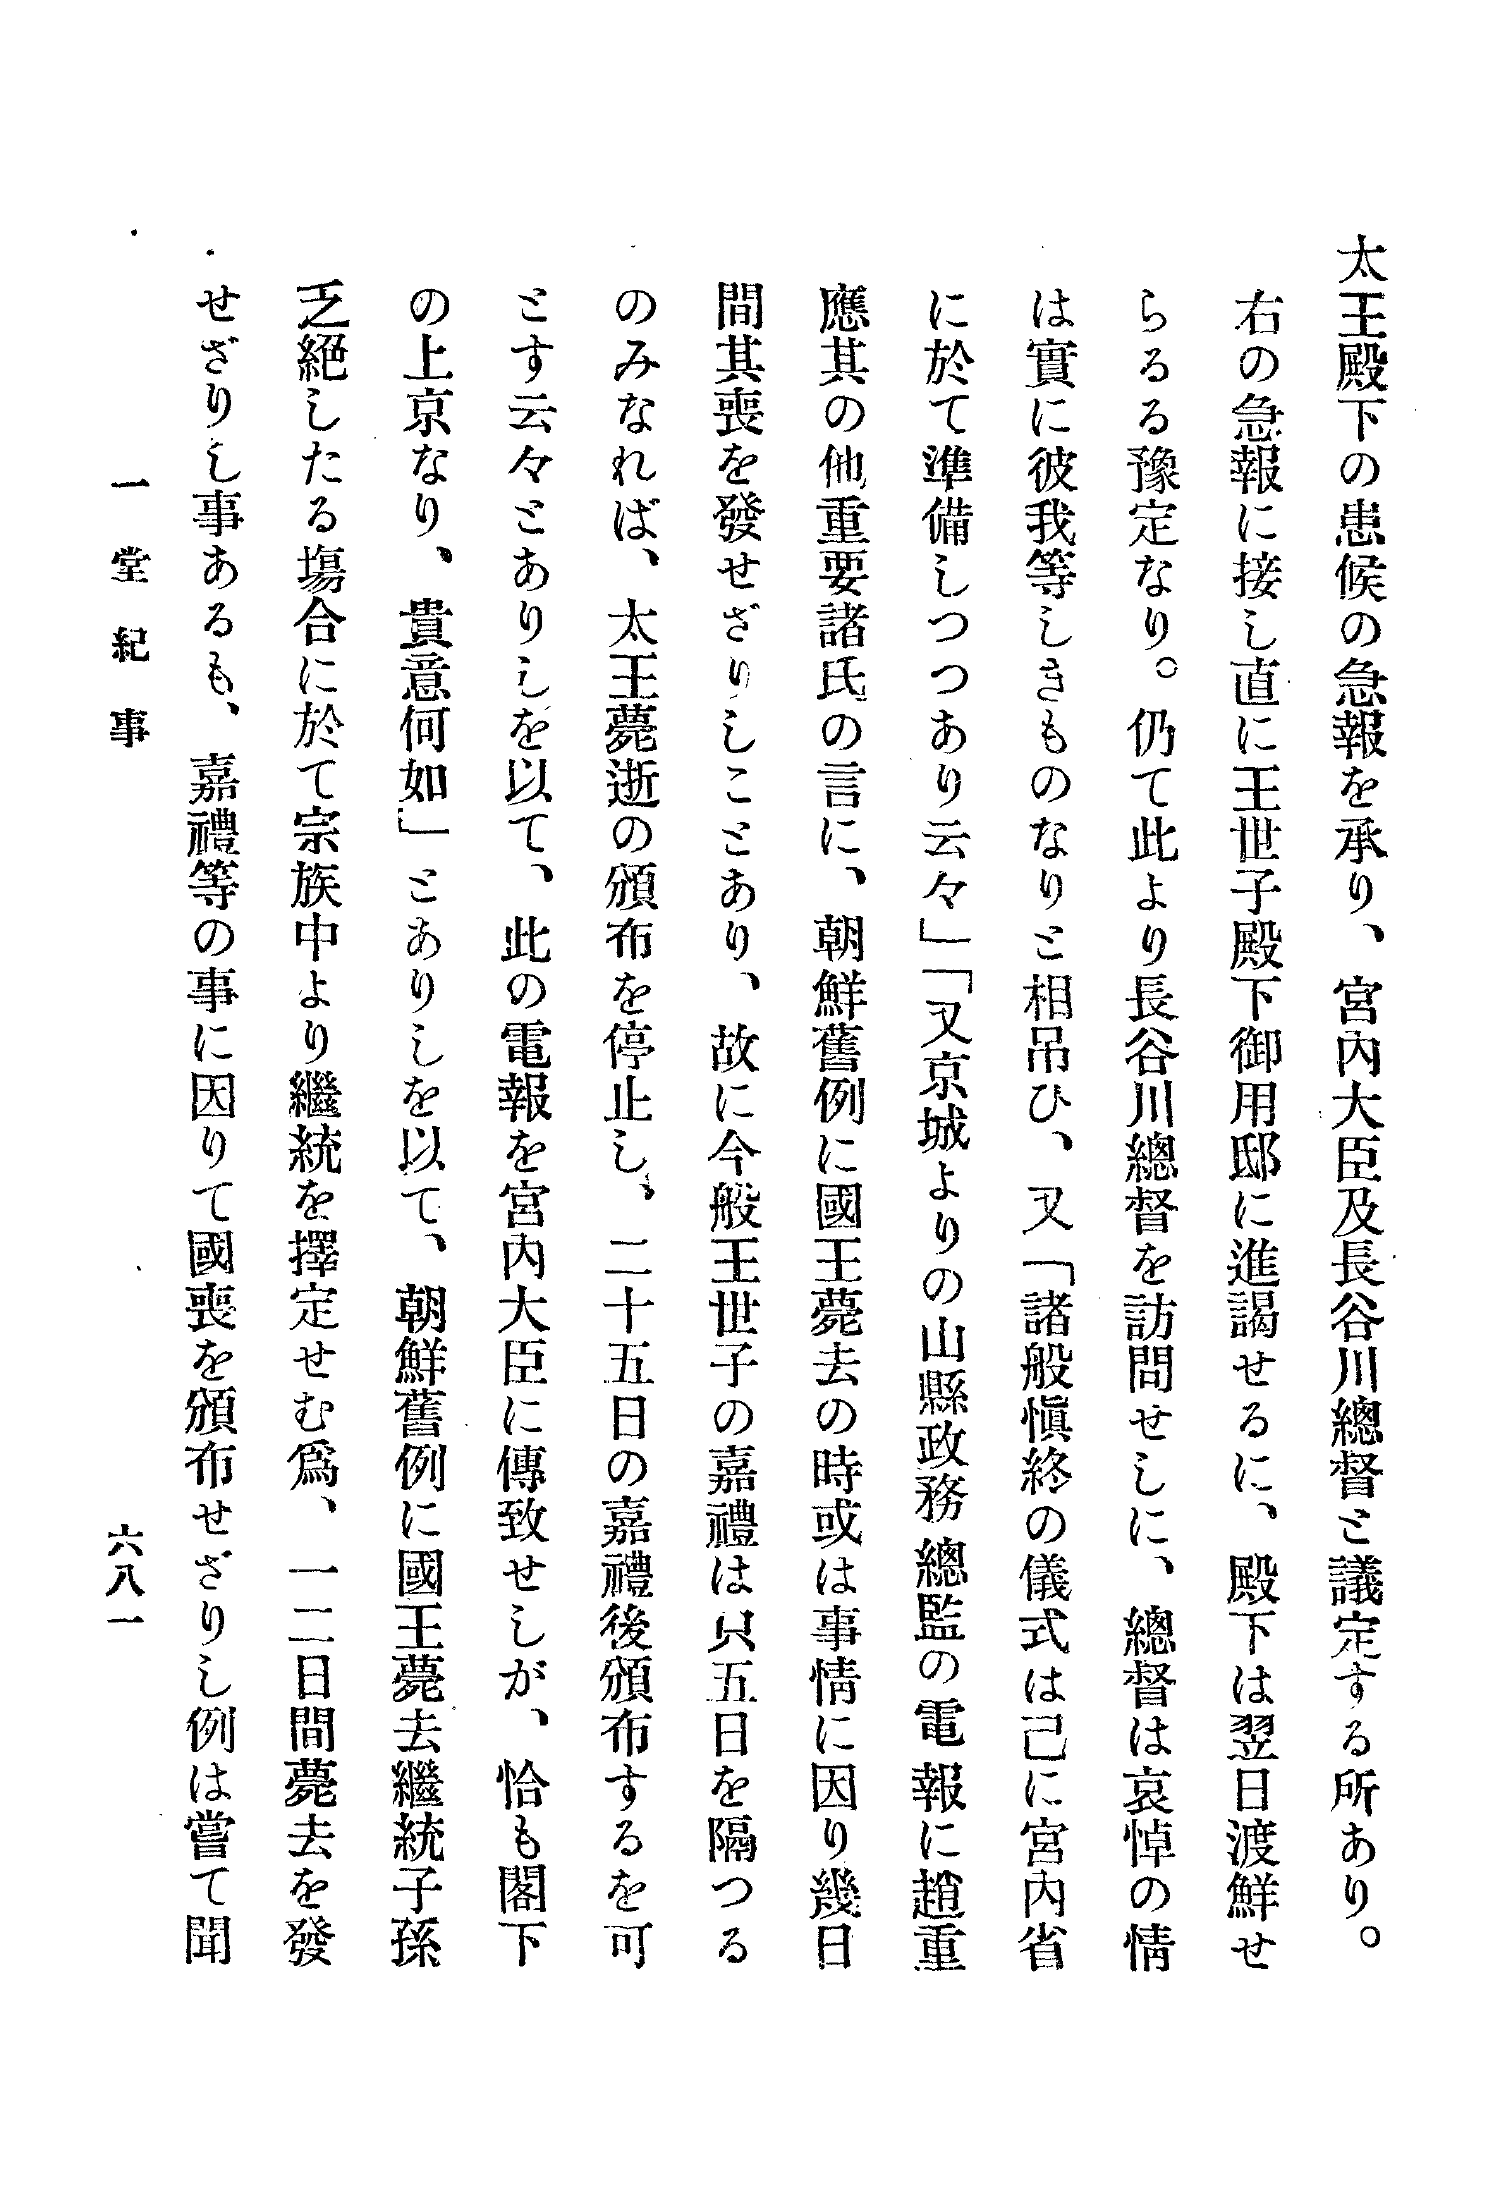 太王殿下の患候の急報を承り、宮內大臣及長谷川總督と議定する所あり。
右の急報に接し直に王世子殿下御用邸に進謁せるに、殿下は翌日渡鮮せ
らるる豫定なり。仍て此より長谷川總督を訪問せしに、總督は哀悼の情
は實に彼我等しきものなりと相吊ひ、又「諸般愼終の儀式は己に宮內省
に於て準備しつつあり云々」「又京城よりの山縣政務總監の電報に趙重
應其の他重要諸氏の言に、朝鮮舊例に國王薨去の時或は事情に因り幾日
間其喪を發せざりしことあり、故に今般王世子の嘉禮は只五日を隔つる
のみなれば、太王薨逝の頒布を停止し、二十五日の嘉禮後頒布するを可
とす云々とありしを以て、此の電報を宮內大臣に傳致せしが、恰も閣下
の上京なり、貴意何如」とありしを以て、朝鮮舊例に國王薨去繼統子孫
乏絕したる塲合に於て宗族中より繼統を擇定せむ爲、一二日間薨去を發
せざりし事あるも、嘉禮等の事に因りて國喪を頒布せざりし例は嘗て聞
一堂紀事
六八一